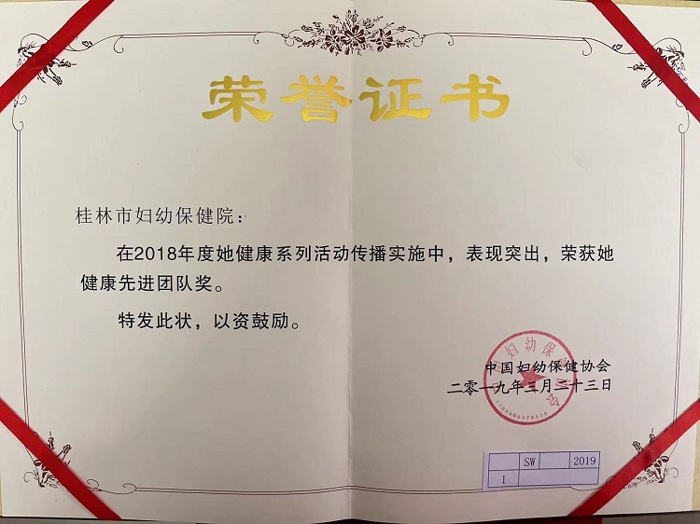 荣誉证书
桂林市妇幼保健院：
在2018年度她健康系列活动传播实施中，表现突出，荣获她
健康先进团队奖。
特发此状，以资鼓励。
中国妇幼保健协会
二零一九年三月二十三日
SW 2019
1